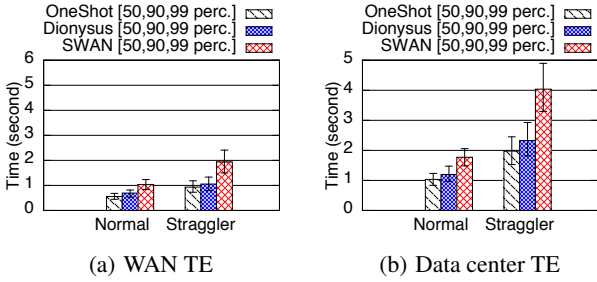 OneShot [50,90,99 perc.]
Dionysus [50,90,99 perc.]
SWAN [50,90,99 perc.]
Time (second)
6
5
4
3
2
1
0
Normal Straggler
(a) WAN TE
OneShot [50,90,99 perc.]
Dionysus [50,90,99 perc.]
SWAN [50,90,99 perc.]
Time (second)
5
4
3
2
1
0
Normal Straggler
(b) Data center TE